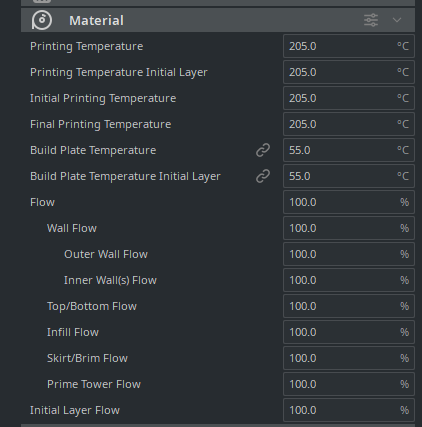 Material
Printing Temperature 205.0 °C
Printing Temperature Initial Layer 205.0 °C
Initial Printing Temperature 205.0 °C
Final Printing Temperature 205.0 °C
Build Plate Temperature 55.0 °C
Build Plate Temperature Initial Layer 55.0 °C
Flow 100.0 %
Wall Flow 100.0 %
Outer Wall Flow 100.0 %
Inner Wall(s) Flow 100.0 %
Top/Bottom Flow 100.0 %
Infill Flow 100.0 %
Skirt/Brim Flow 100.0 %
Prime Tower Flow 100.0 %
Initial Layer Flow 100.0 %